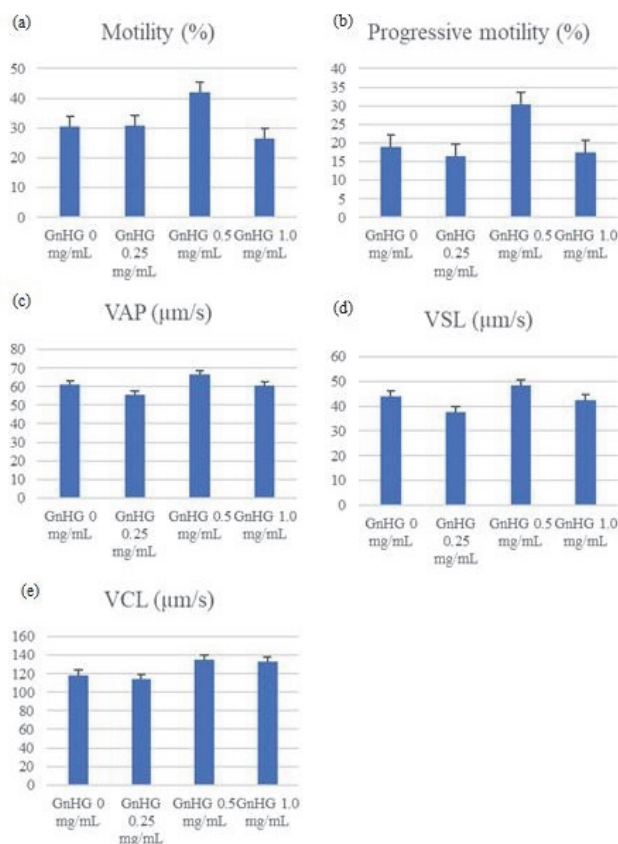 (a)
Motility (%)
50
40
30
20
10
0
GnHG 0 GnHG GnHG 0.5 GnHG 1.0
mg/mL 0.25 mg/mL mg/mL
mg/mL
(b)
Progressive motility (%)
40
35
30
25
20
15
15
5
0
GnHG 0 GnHG GnHG 0.5 GnHG 1.0
mg/mL 0.25 mg/mL mg/mL
mg/mL
(c)
VAP (µm/s)
80
70
60
50
40
30
20
10
0
GnHG 0 GnHG GnHG 0.5 GnHG 1.0
mg/mL 0.25 mg/mL mg/mL
mg/mL
(d)
VSL (µm/s)
60
50
40
30
20
10
0
GnHG 0 GnHG GnHG 0.5 GnHG 1.0
mg/mL 0.25 mg/mL mg/mL
mg/mL
(e)
VCL (µm/s)
160
140
120
100
80
60
40
20
0
GnHG 0 GnHG GnHG 0.5 GnHG 1.0
mg/mL 0.25 mg/mL mg/mL
mg/mL